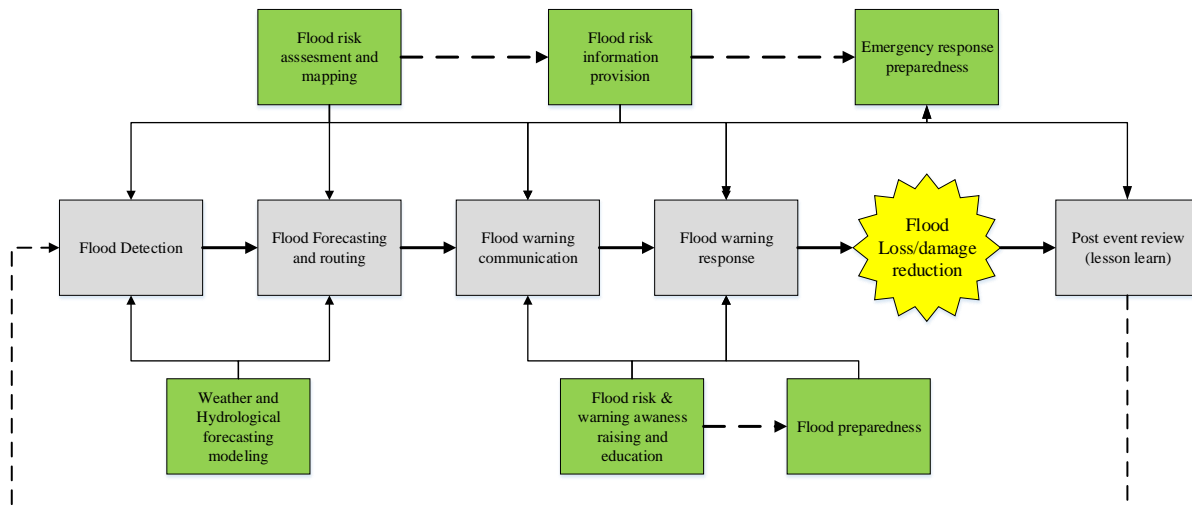 Flood risk
asssesment and
mapping
Flood risk
information
provision
Emergency response
preparedness
Flood Detection
Flood Forecasting
and routing
Flood warning
communication
Flood warning
response
Flood
Loss/damage
reduction
Post event review
(lesson learn)
Weather and
Hydrological
forecasting
modeling
Flood risk &
warning awaness
raising and
education
Flood preparedness